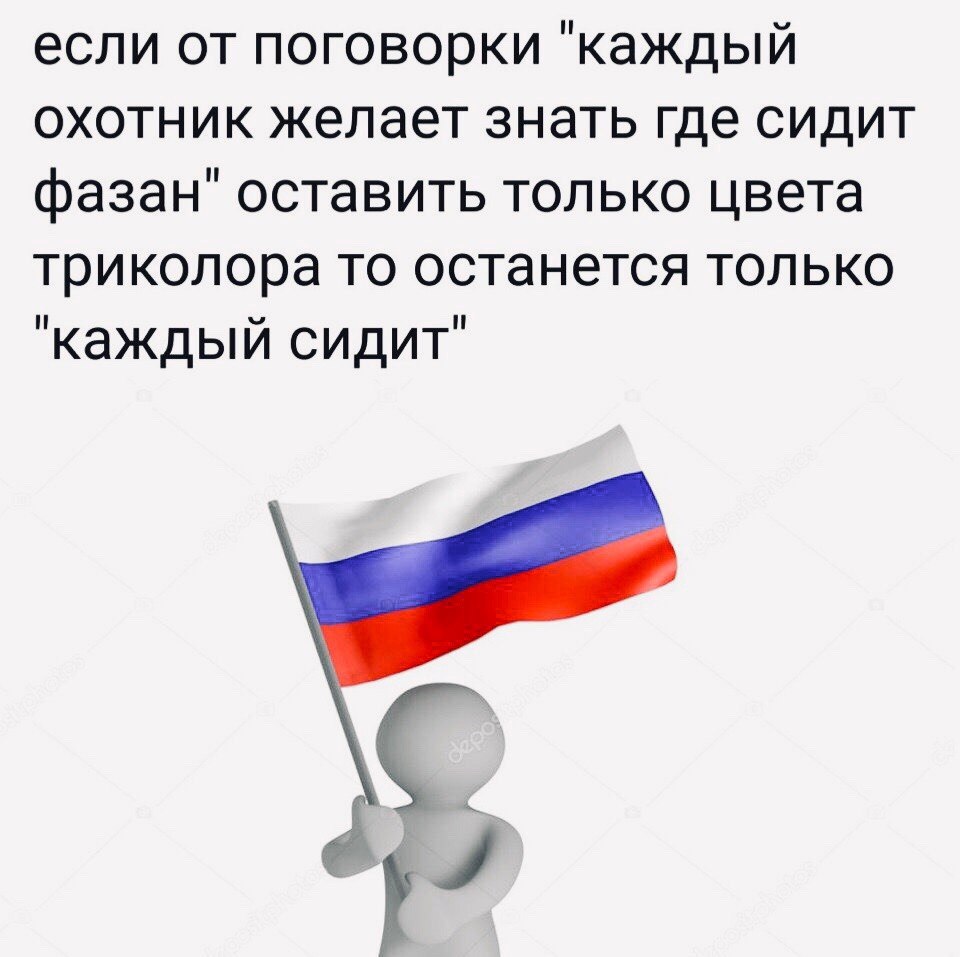 если от поговорки "каждый
охотник желает знать где сидит
фазан" оставить только цвета
триколора то останется только
"каждый сидит"
depositphotos